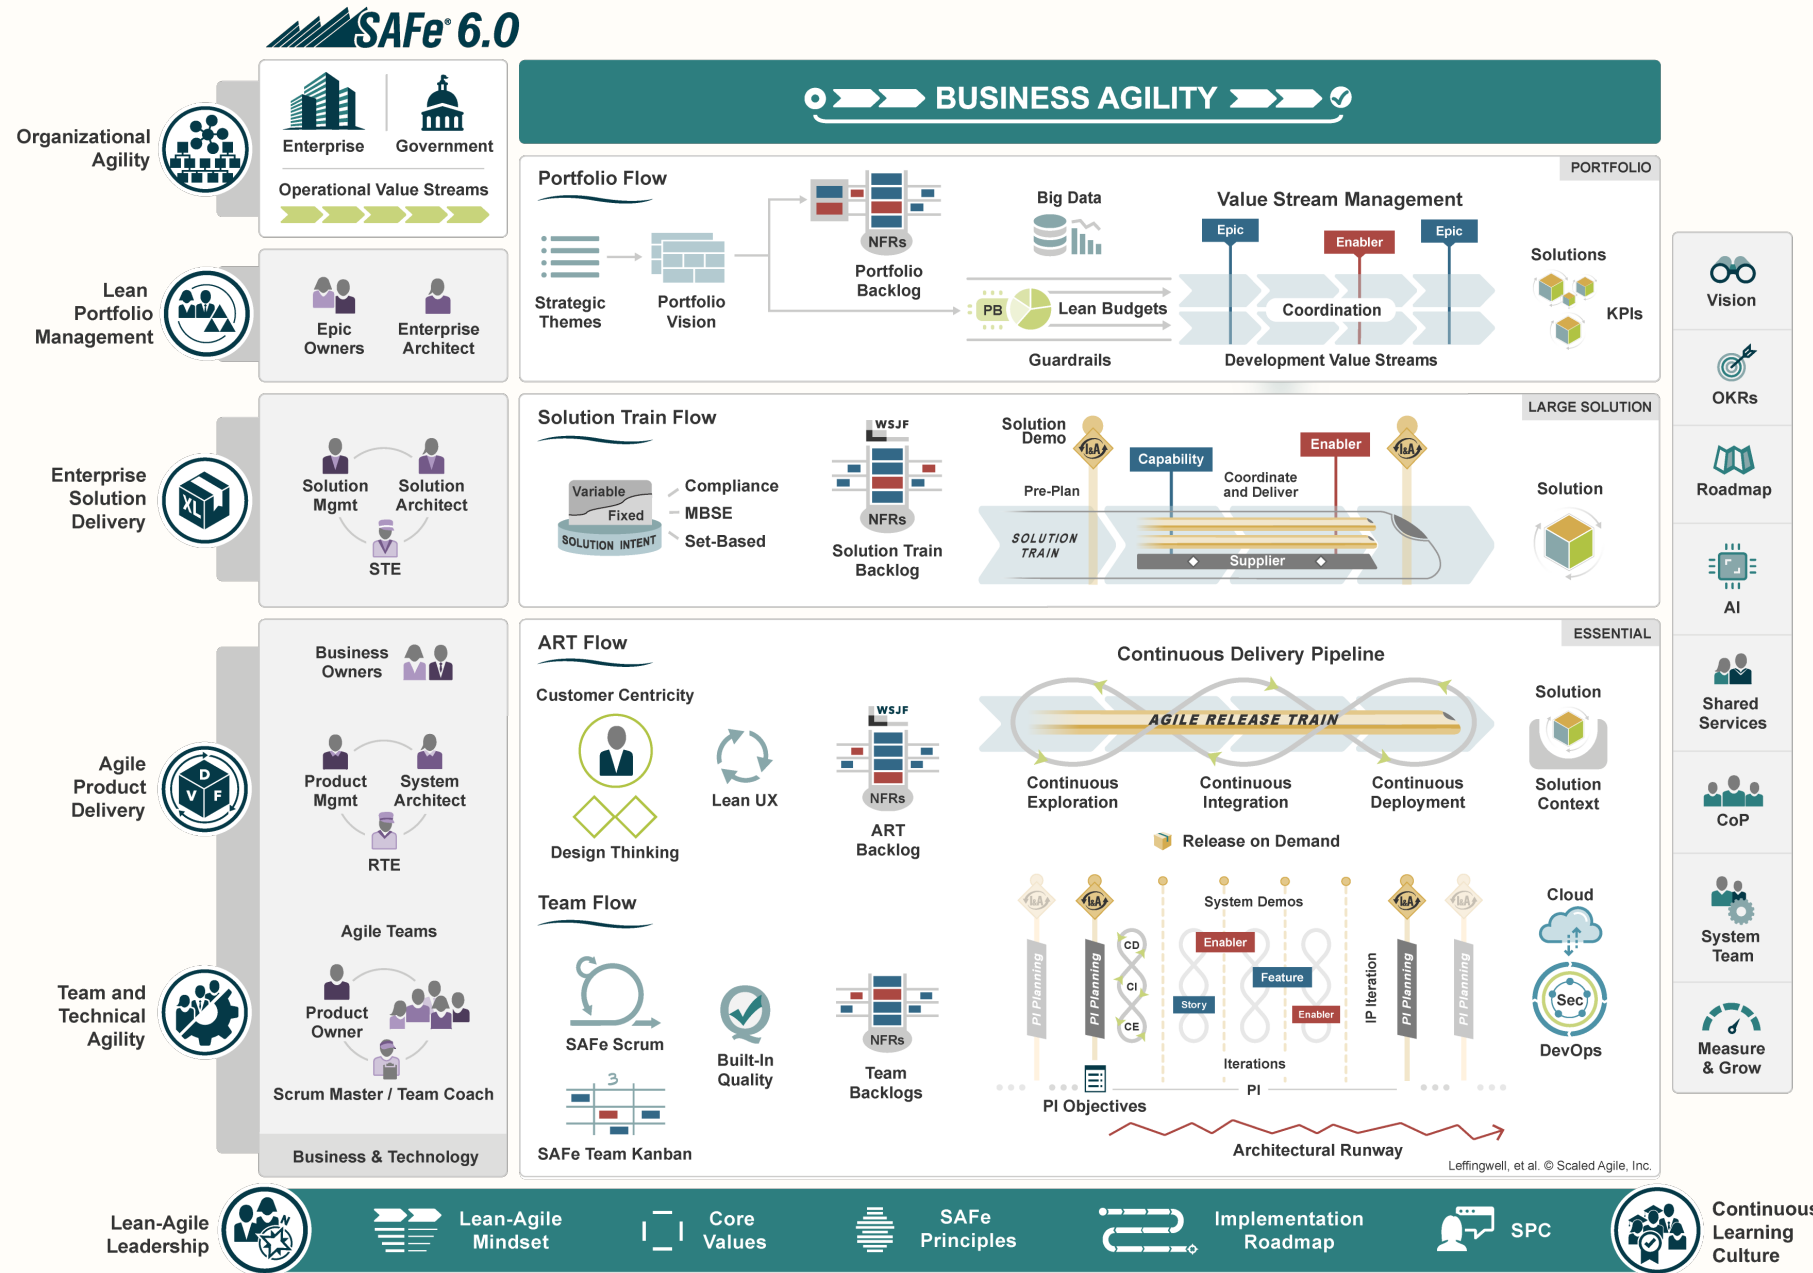 SAFe® 6.0
Organizational
Agility
Enterprise
Government
Operational Value Streams
BUSINESS AGILITY
PORTFOLIO
Portfolio Flow
Strategic
Themes
Portfolio
Vision
NFRs
Portfolio
Backlog
Big Data
PB
Lean Budgets
Guardrails
Value Stream Management
Epic
Enabler
Epic
Coordination
Development Value Streams
Solutions
KPIs
Lean
Portfolio
Management
Epic
Owners
Enterprise
Architect
LARGE SOLUTION
Solution Train Flow
Variable
Fixed
SOLUTION INTENT
Compliance
MBSE
Set-Based
WSJF
NFRs
Solution Train
Backlog
Solution
Demo
I&A
Pre-Plan
Capability
Coordinate
and Deliver
Enabler
I&A
SOLUTION
TRAIN
Supplier
Solution
Enterprise
Solution
Delivery
XL
Solution
Mgmt
Solution
Architect
STE
ESSENTIAL
ART Flow
Customer Centricity
Lean UX
Design Thinking
WSJF
NFRs
ART
Backlog
Continuous Delivery Pipeline
AGILE RELEASE TRAIN
Continuous
Exploration
Continuous
Integration
Continuous
Deployment
Release on Demand
Solution
Solution
Context
Business
Owners
Agile
Product
Delivery
D
V F
Product
Mgmt
System
Architect
RTE
Team Flow
SAFe Scrum
3
SAFe Team Kanban
Built-In
Quality
NFRs
Team
Backlogs
I&A
I&A
System Demos
I&A
I&A
PI Planning
PI Planning
CD
CI
CE
Enabler
Feature
Story
Enabler
IP Iteration
PI Planning
PI Planning
Iterations
PI
PI Objectives
Architectural Runway
Cloud
Sec
DevOps
Leffingwell, et al. © Scaled Agile, Inc.
Team and
Technical
Agility
Agile Teams
Product
Owner
Scrum Master / Team Coach
Business & Technology
Vision
OKRs
Roadmap
AI
Shared
Services
CoP
System
Team
Measure
& Grow
Lean-Agile
Leadership
N
Lean-Agile
Mindset
Core
Values
SAFe
Principles
Implementation
Roadmap
SPC
Continuous
Learning
Culture